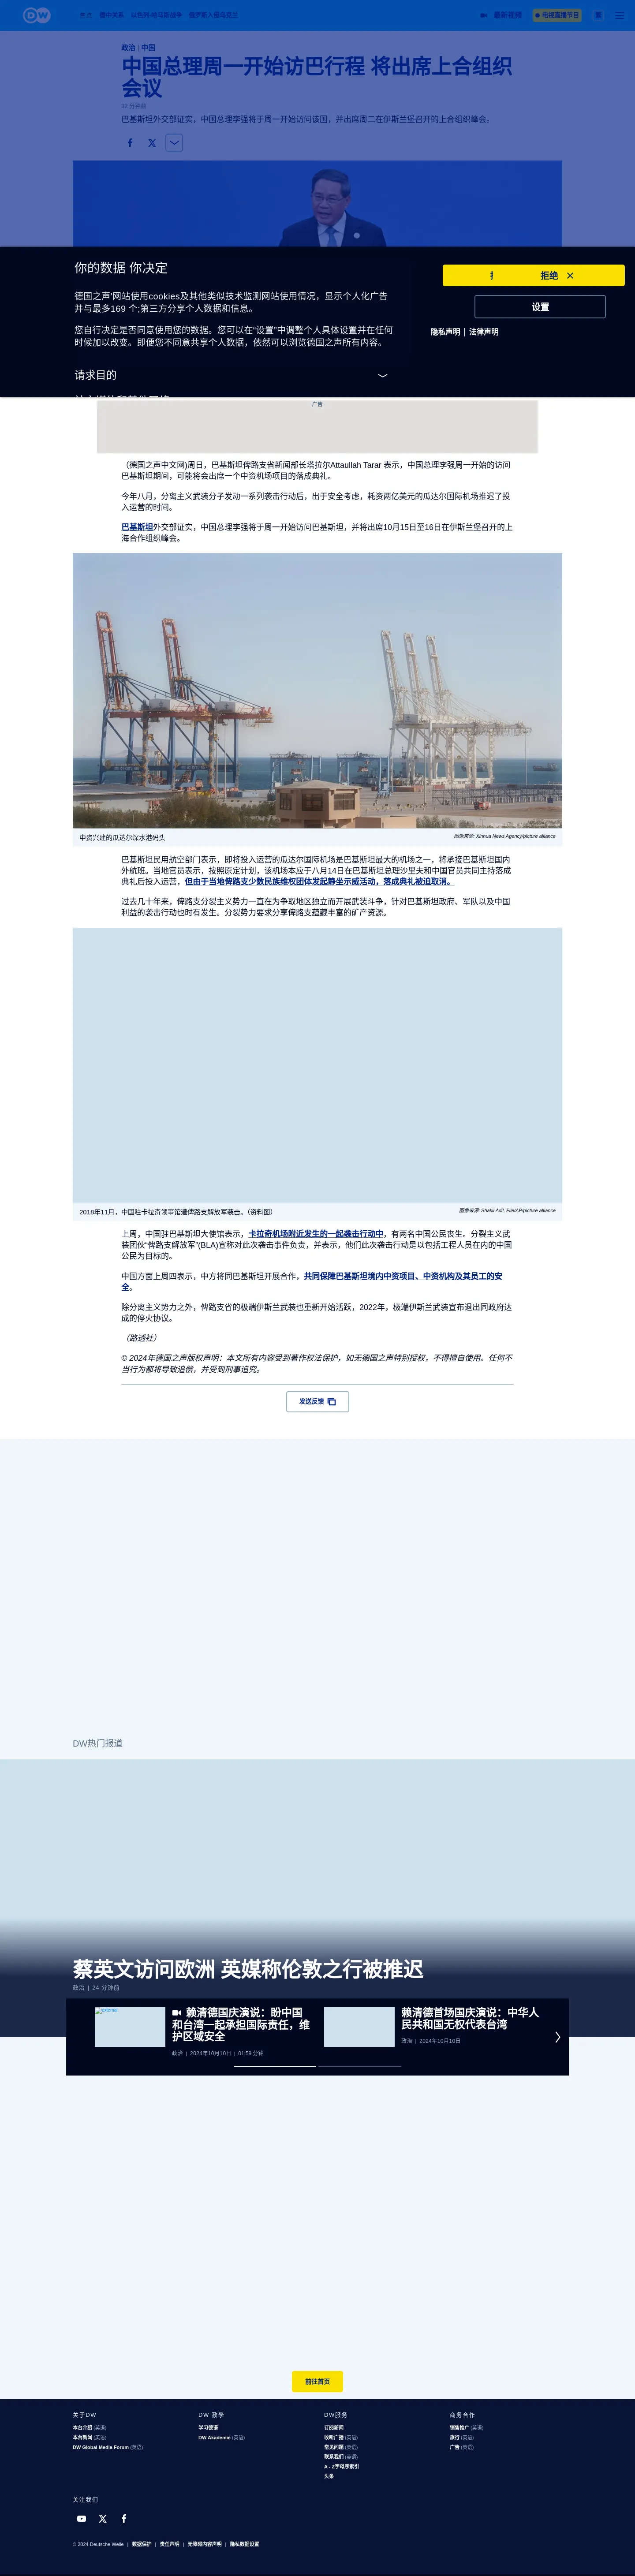 DW
焦点
德中关系
以色列-哈马斯战争
俄罗斯入侵乌克兰
最新视频
电视直播节目
政治 | 中国
中国总理周一开始访巴行程 将出席上合组织
会议
32 分钟前
巴基斯坦外交部证实，中国总理李强将于周一开始访问该国，并出席周二在伊斯兰堡召开的上合组织峰会。
你的数据 你决定
德国之声'网站使用cookies及其他类似技术监测网站使用情况，显示个人化广告
并与最多169 个;第三方分享个人数据和信息。
您自行决定是否同意使用您的数据。您可以在“设置”中调整个人具体设置并在任何
时候加以改变。即便您不同意共享个人数据，依然可以浏览德国之声所有内容。
请求目的
拒绝
设置
隐私声明 | 法律声明
广告
（德国之声中文网)周日，巴基斯坦俾路支省新闻部长塔拉尔Attaullah Tarar 表示，中国总理李强周一开始的访问
巴基斯坦期间，可能将会出席一个中资机场项目的落成典礼。
今年八月，分离主义武装分子发动一系列袭击行动后，出于安全考虑，耗资两亿美元的瓜达尔国际机场推迟了投
入运营的时间。
巴基斯坦外交部证实，中国总理李强将于周一开始访问巴基斯坦，并将出席10月15日至16日在伊斯兰堡召开的上
海合作组织峰会。
中资兴建的瓜达尔深水港码头
图像来源: Xinhua News Agency/picture alliance
巴基斯坦民用航空部门表示，即将投入运营的瓜达尔国际机场是巴基斯坦最大的机场之一，将承接巴基斯坦国内
外航班。当地官员表示，按照原定计划，该机场本应于八月14日在巴基斯坦总理沙里夫和中国官员共同主持落成
典礼后投入运营，但由于当地俾路支少数民族维权团体发起静坐示威活动，落成典礼被迫取消。
过去几十年来，俾路支分裂主义势力一直在为争取地区独立而开展武装斗争，针对巴基斯坦政府、军队以及中国
利益的袭击行动也时有发生。分裂势力要求分享俾路支蕴藏丰富的矿产资源。
2018年11月，中国驻卡拉奇领事馆遭俾路支解放军袭击。（资料图）
图像来源: Shakil Adil, File/AP/picture alliance
上周，中国驻巴基斯坦大使馆表示，卡拉奇机场附近发生的一起袭击行动中，有两名中国公民丧生。分裂主义武
装团伙“俾路支解放军”(BLA)宣称对此次袭击事件负责，并表示，他们此次袭击行动是以包括工程人员在内的中国
公民为目标的。
中国方面上周四表示，中方将同巴基斯坦开展合作，共同保障巴基斯坦境内中资项目、中资机构及其员工的安
全。
除分离主义势力之外，俾路支省的极端伊斯兰武装也重新开始活跃，2022年，极端伊斯兰武装宣布退出同政府达
成的停火协议。
（路透社）
© 2024年德国之声版权声明：本文所有内容受到著作权法保护，如无德国之声特别授权，不得擅自使用。任何不
当行为都将导致追偿，并受到刑事追究。
发送反馈
DW热门报道
蔡英文访问欧洲 英媒称伦敦之行被推迟
政治 | 24 分钟前
赖清德国庆演说：盼中国
和台湾一起承担国际责任，维
护区域安全
政治 | 2024年10月10日 | 01:59 分钟
赖清德首场国庆演说：中华人
民共和国无权代表台湾
政治 | 2024年10月10日
前往首页
关于DW
本台介绍 (英语)
本台新闻 (英语)
DW Global Media Forum (英语)
DW 教學
学习德语
DW Akademie (英语)
DW服务
订阅新闻
收听广播 (英语)
常见问题 (英语)
联系我们 (英语)
A - Z字母序索引
头条
商务合作
销售推广 (英语)
旅行 (英语)
广告 (英语)
关注我们
© 2024 Deutsche Welle | 数据保护 | 责任声明 | 无障碍内容声明 | 隐私数据设置